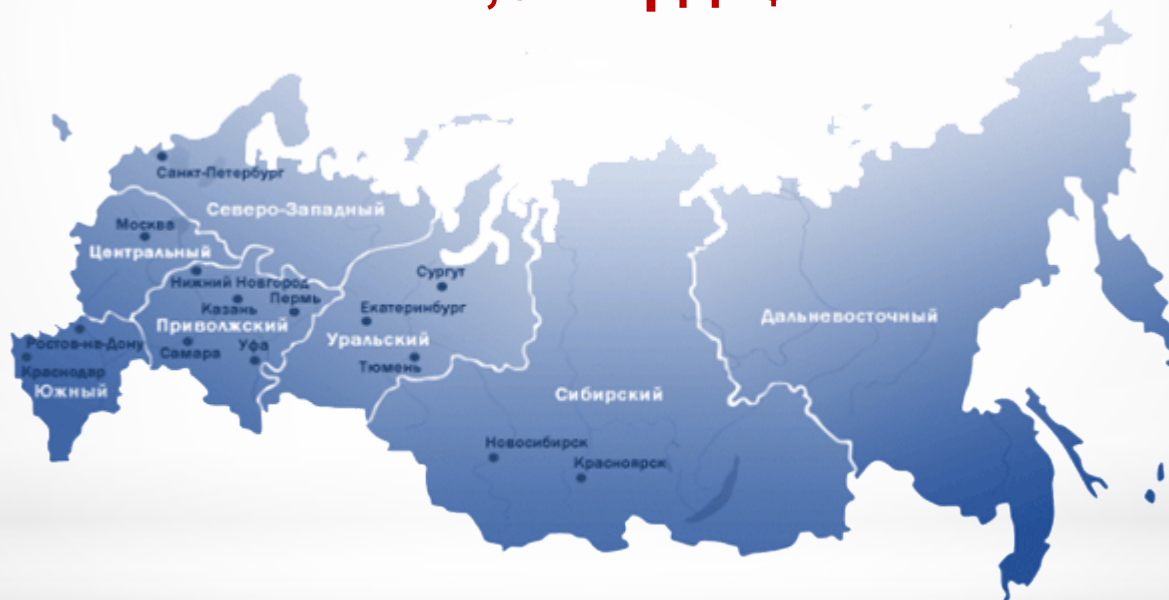 Санкт-Петербург
Северо-Западный
Москва
Центральный
Нижний Новгород
Казань
Пермь
Приволжский
Самара
Уфа
Ростов-на-Дону
Краснодар
Южный
Сургут
Екатеринбург
Уральский
Тюмень
Сибирский
Новосибирск
Красноярск
Дальневосточный